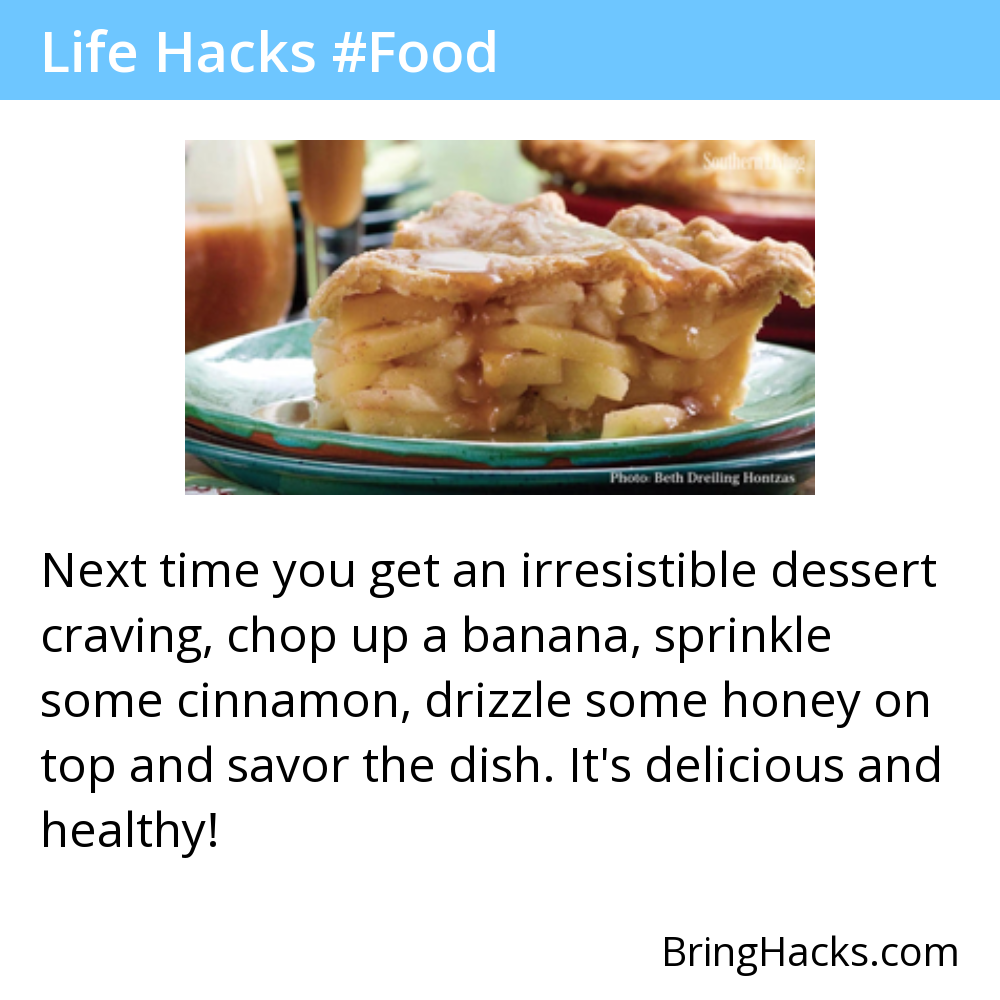 Life Hacks #Food
Southern Living
Photo: Beth Dreiling Hontzas
Next time you get an irresistible dessert
craving, chop up a banana, sprinkle
some cinnamon, drizzle some honey on
top and savor the dish. It's delicious and
healthy!
BringHacks.com